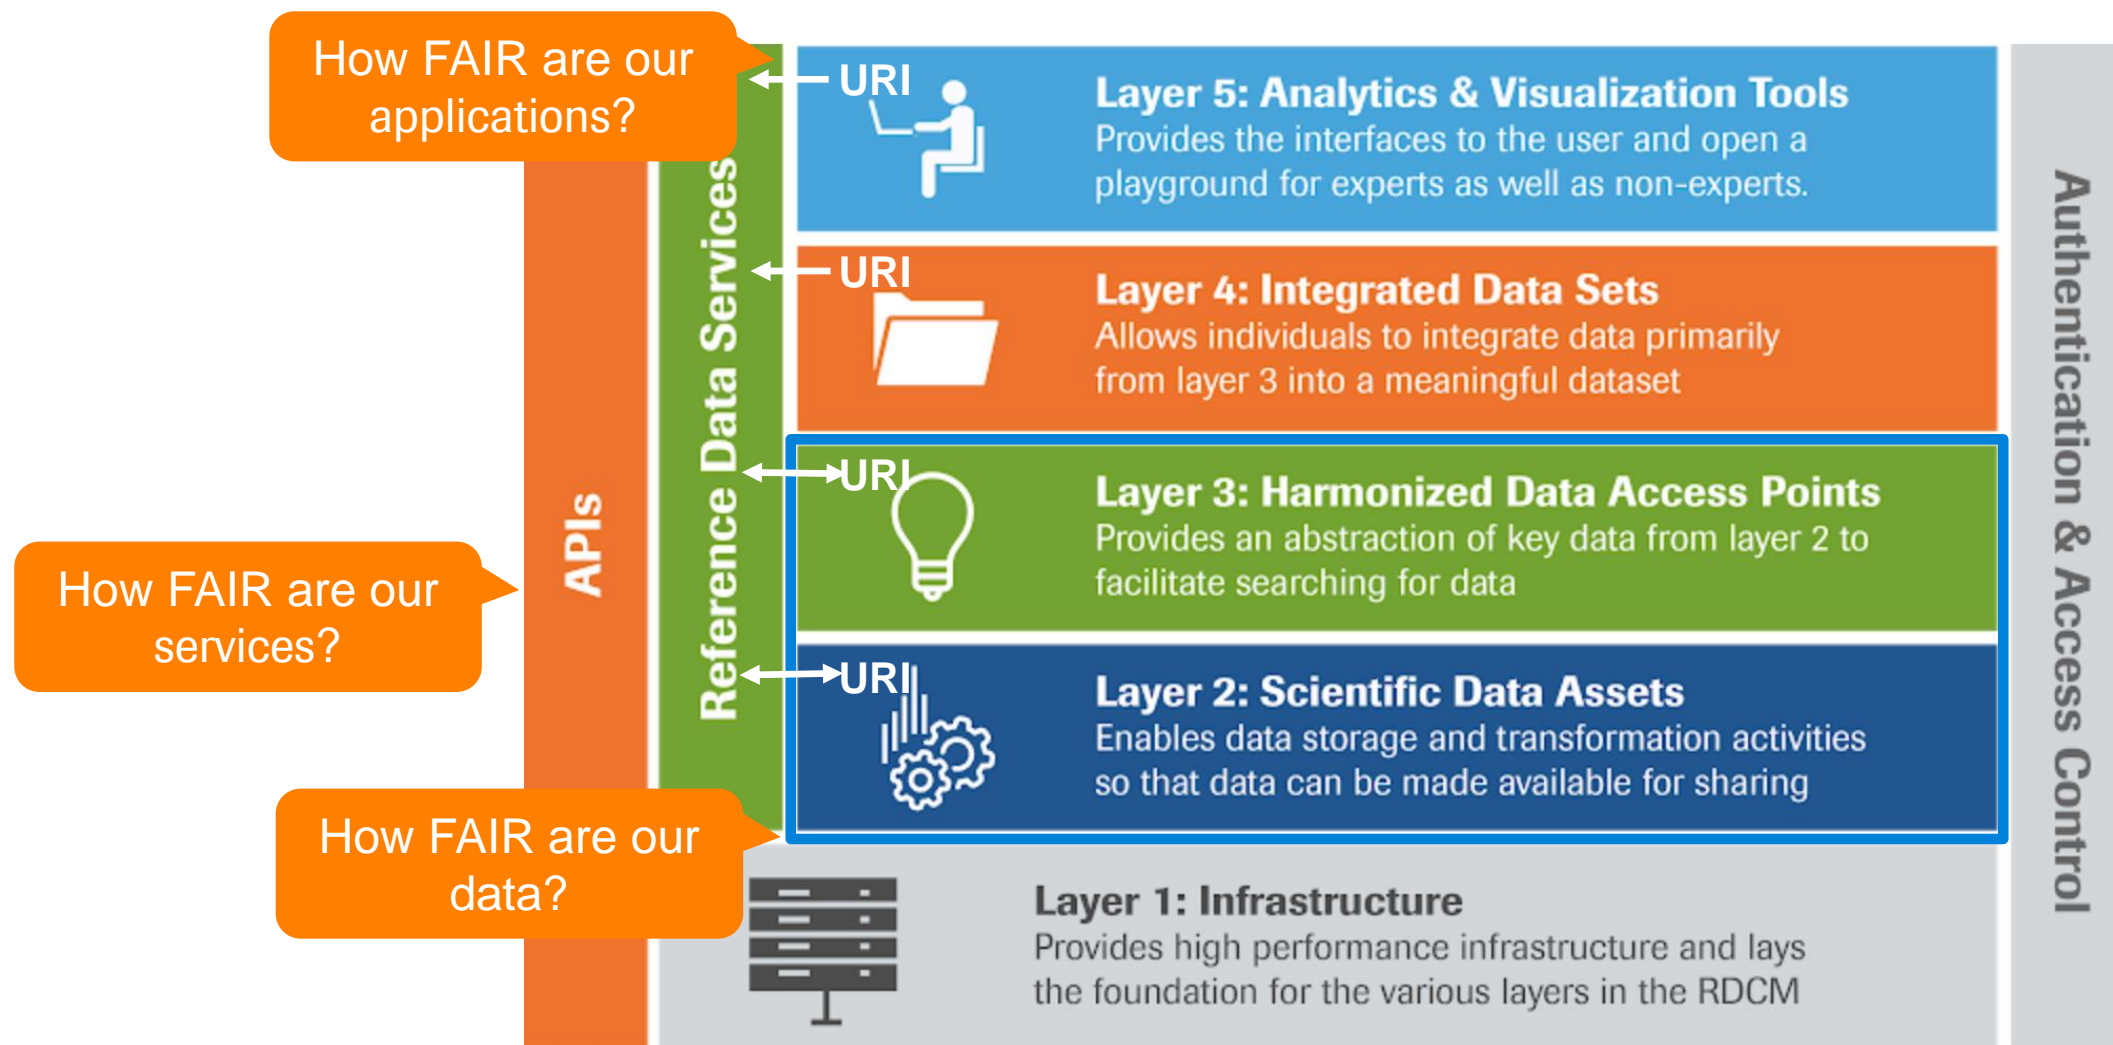 How FAIR are our
applications?
URI
Layer 5: Analytics & Visualization Tools
Provides the interfaces to the user and open a
playground for experts as well as non-experts.
URI
Layer 4: Integrated Data Sets
Allows individuals to integrate data primarily
from layer 3 into a meaningful dataset
URI
Layer 3: Harmonized Data Access Points
Provides an abstraction of key data from layer 2 to
facilitate searching for data
URI
Layer 2: Scientific Data Assets
Enables data storage and transformation activities
so that data can be made available for sharing
Layer 1: Infrastructure
Provides high performance infrastructure and lays
the foundation for the various layers in the RDCM
How FAIR are our
services?
How FAIR are our
data?
APIs
Reference Data Services
Authentication & Access Control